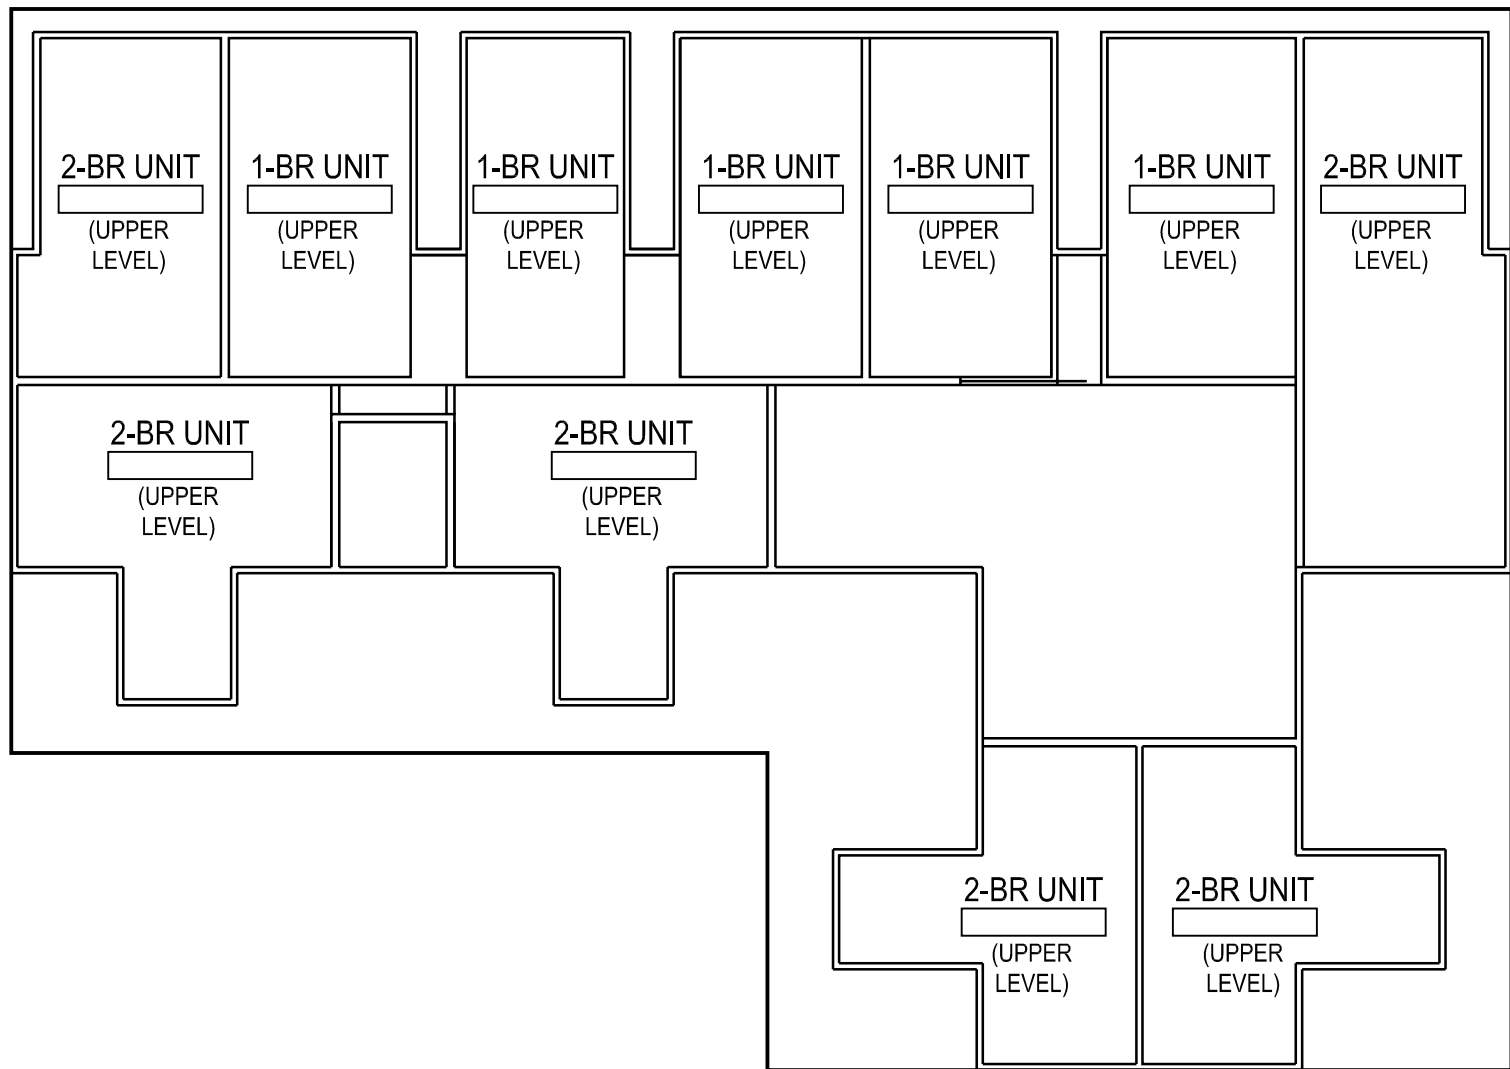 2-BR UNIT
(UPPER
LEVEL)
1-BR UNIT
(UPPER
LEVEL)
1-BR UNIT
(UPPER
LEVEL)
1-BR UNIT
(UPPER
LEVEL)
1-BR UNIT
(UPPER
LEVEL)
1-BR UNIT
(UPPER
LEVEL)
2-BR UNIT
(UPPER
LEVEL)
2-BR UNIT
(UPPER
LEVEL)
2-BR UNIT
(UPPER
LEVEL)
2-BR UNIT
(UPPER
LEVEL)
2-BR UNIT
(UPPER
LEVEL)